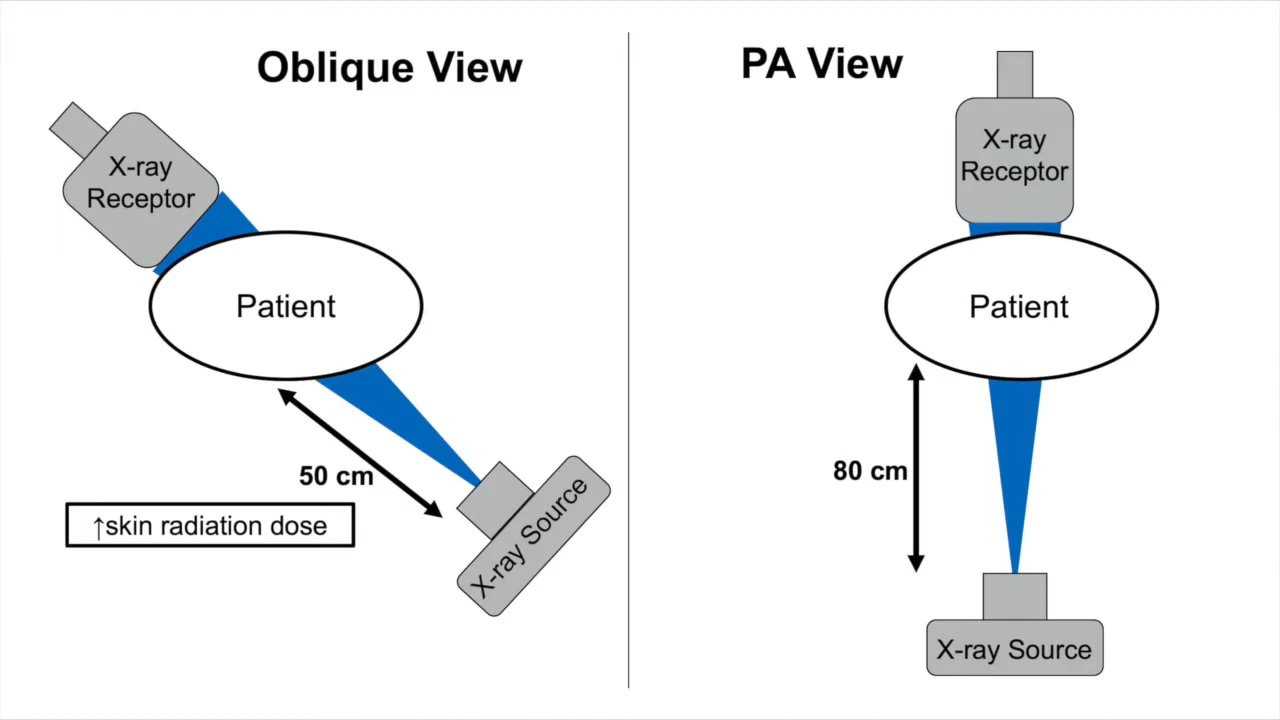 Oblique View
X-ray
Receptor
Patient
50 cm
↑skin radiation dose
X-ray Source
PA View
X-ray
Receptor
Patient
80 cm
X-ray Source